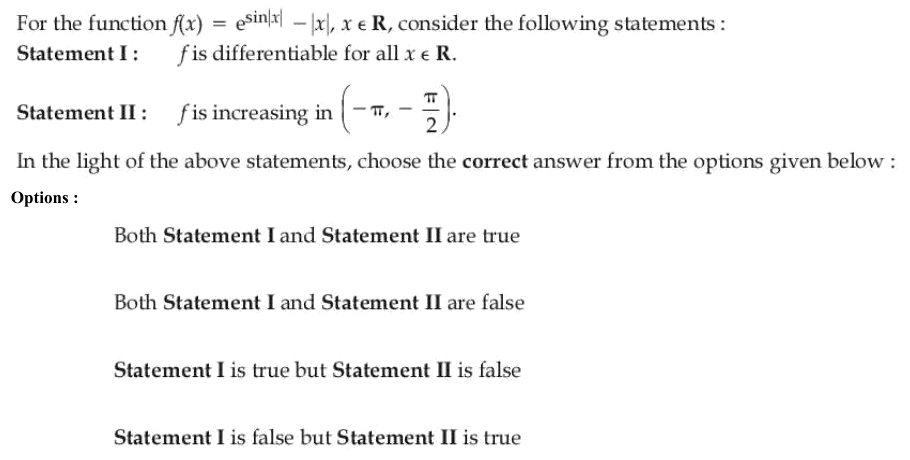 For the function f(x) = e^{sin|x|} − |x|, x ϵ R, consider the following statements :
Statement I : f is differentiable for all x ϵ R.
Statement II : f is increasing in (−π, −π/2).
In the light of the above statements, choose the correct answer from the options given below :
Options :
Both Statement I and Statement II are true
Both Statement I and Statement II are false
Statement I is true but Statement II is false
Statement I is false but Statement II is true